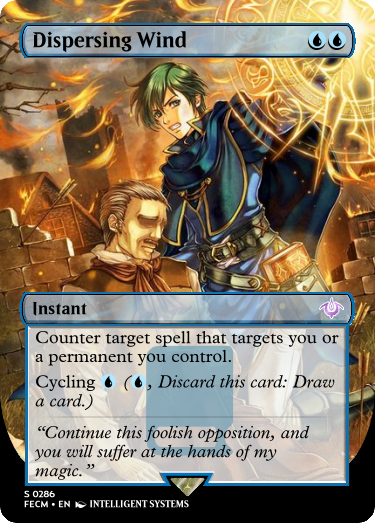 Dispersing Wind
Instant
Counter target spell that targets you or
a permanent you control.
Cycling (, Discard this card: Draw
a card.)
“Continue this foolish opposition, and
you will suffer at the hands of my
magic.”
S 0286
FECM • EN INTELLIGENT SYSTEMS